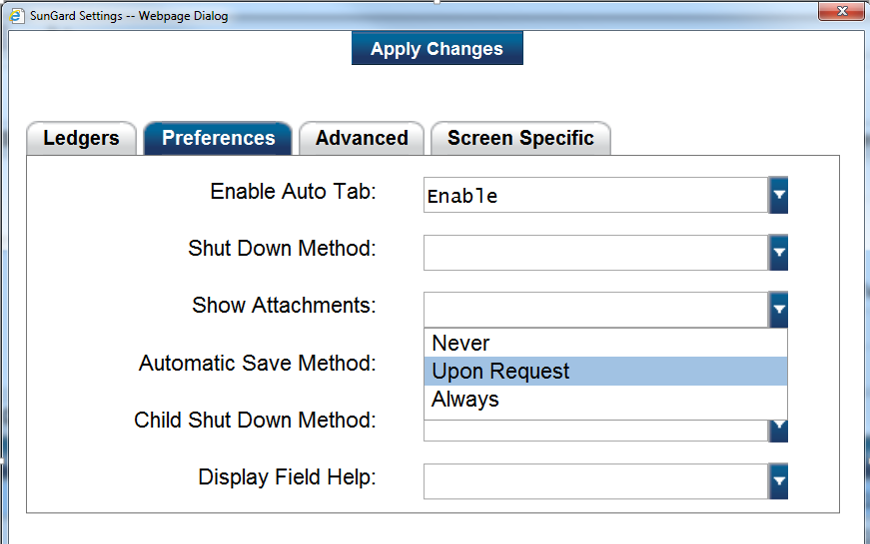 SunGard Settings -- Webpage Dialog
Apply Changes
Ledgers Preferences Advanced Screen Specific
Enable Auto Tab: Enable
Shut Down Method:
Show Attachments:
Never
Automatic Save Method: Upon Request
Always
Child Shut Down Method:
Display Field Help: